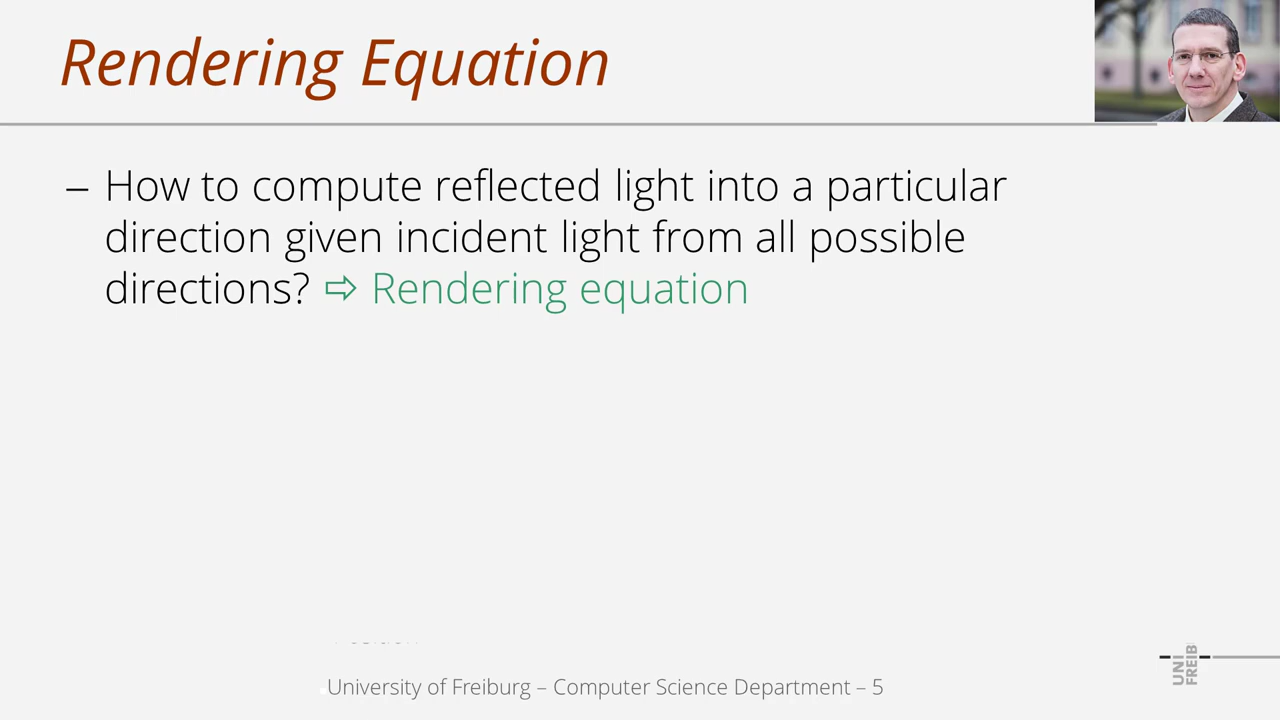 Rendering Equation
– How to compute reflected light into a particular
direction given incident light from all possible
directions? ⇨ Rendering equation
University of Freiburg – Computer Science Department – 5
UNI
FREIB